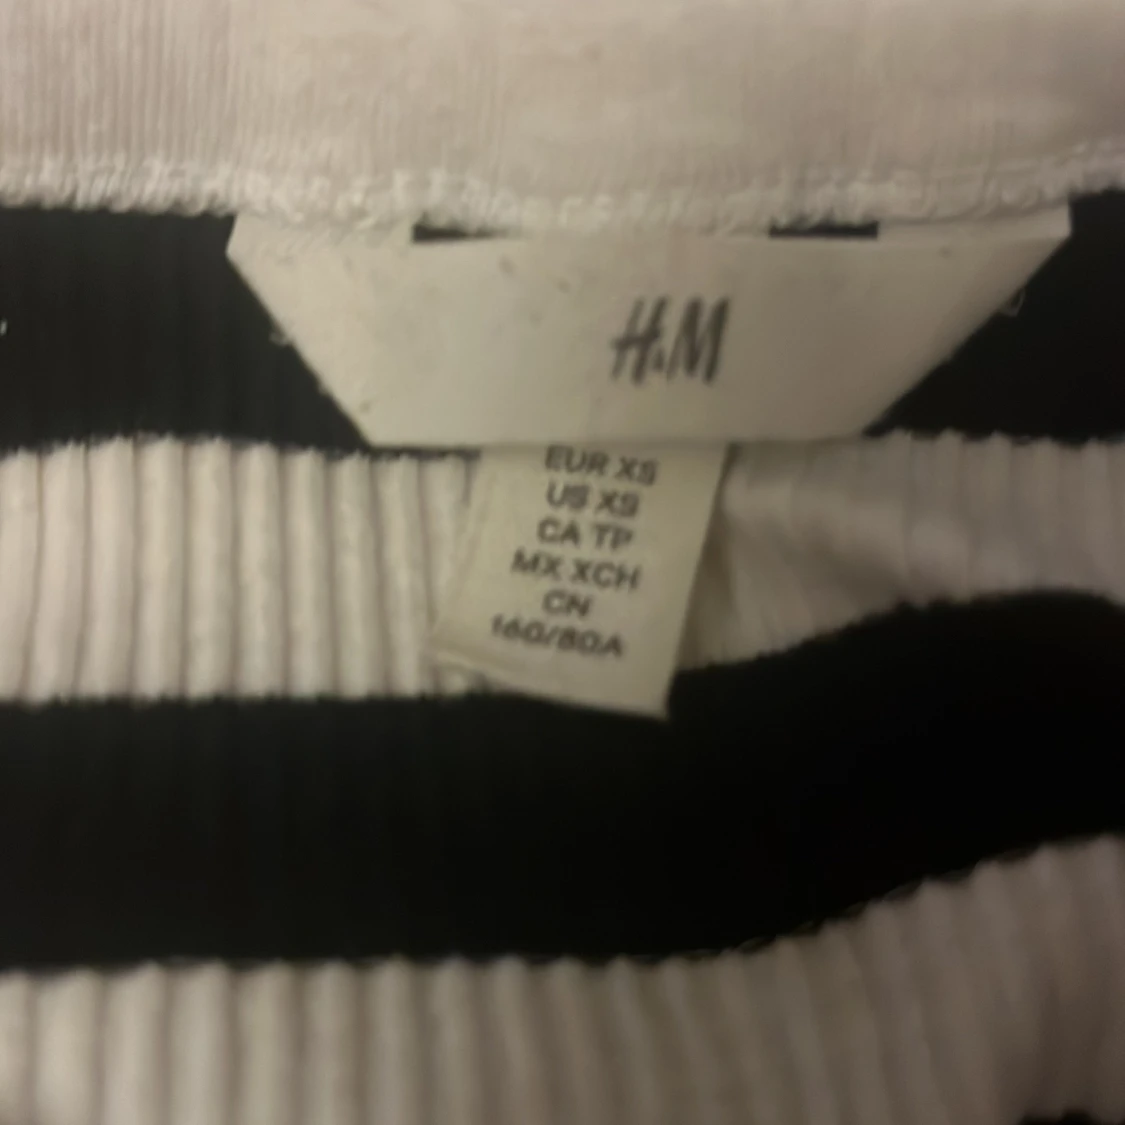 H&M
EUR XS
US XS
CA TP
MX XCH
CN
160/80A